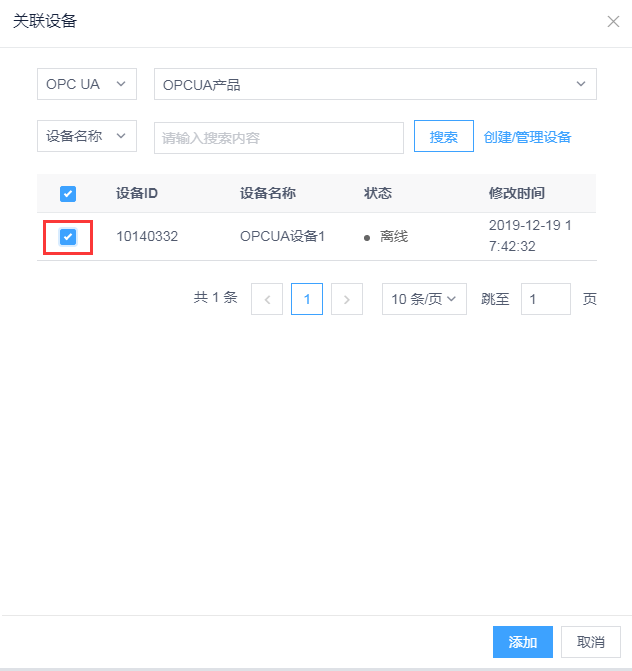 关联设备
OPC UA OPCUA产品
设备名称 请输入搜索内容 搜索 创建/管理设备
设备ID 设备名称 状态 修改时间
10140332 OPCUA设备1 离线 2019-12-19 1
7:42:32
共 1 条 1 10 条/页 跳至 1 页
添加 取消